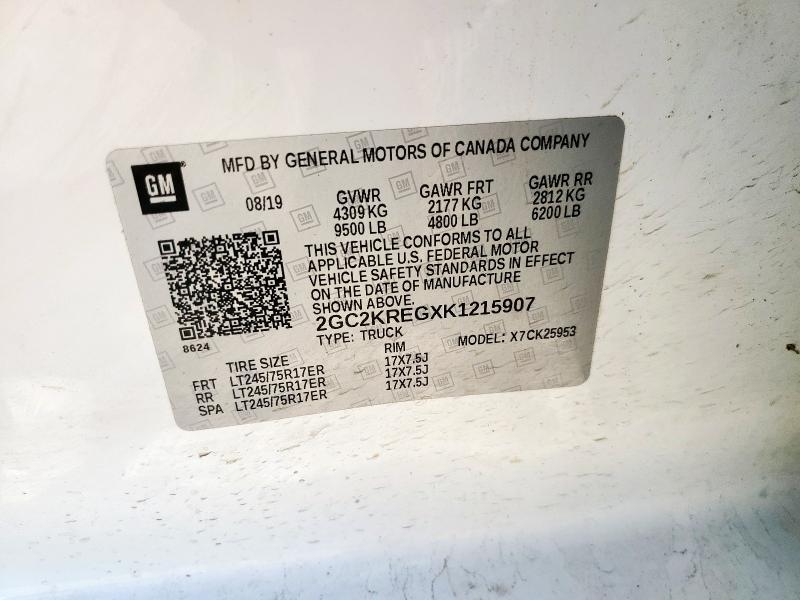 GM
MFD BY GENERAL MOTORS OF CANADA COMPANY
08/19 GVWR GAWR FRT GAWR RR
4309 KG 2177 KG 2812 KG
9500 LB 4800 LB 6200 LB
THIS VEHICLE CONFORMS TO ALL
APPLICABLE U.S. FEDERAL MOTOR
VEHICLE SAFETY STANDARDS IN EFFECT
ON THE DATE OF MANUFACTURE
SHOWN ABOVE.
2GC2KREGXK1215907
8624
TYPE: TRUCK MODEL: X7CK25953
TIRE SIZE RIM
FRT LT245/75R17ER 17X7.5J
RR LT245/75R17ER 17X7.5J
SPA LT245/75R17ER 17X7.5J